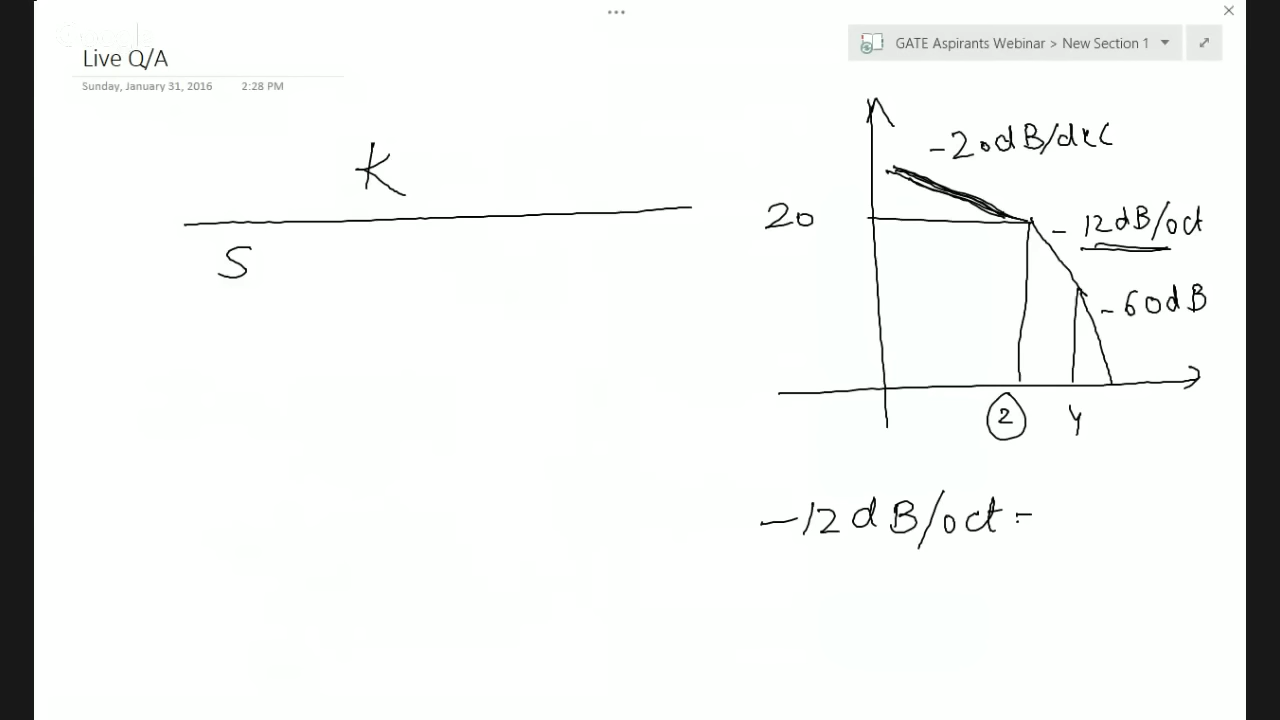 Live Q/A
Sunday, January 31, 2016 2:28 PM
GATE Aspirants Webinar > New Section 1
K
S
-20dB/dec
20
- 12dB/oct
-60dB
2
4
-12dB/oct =